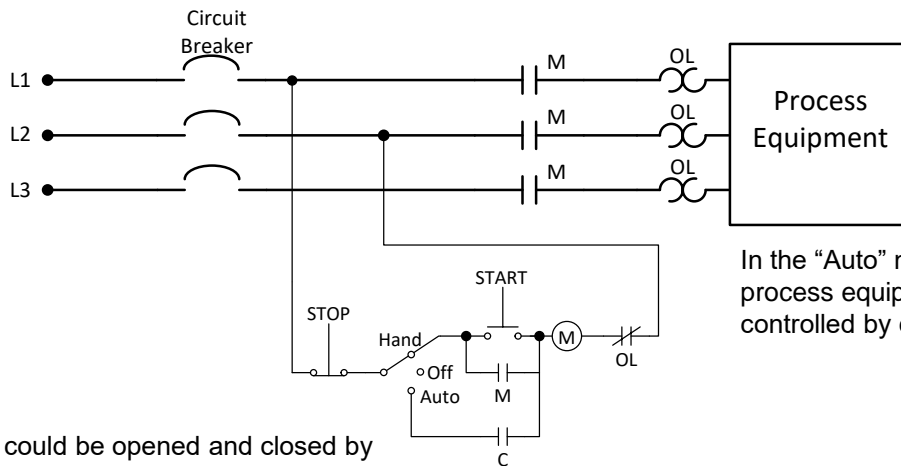 Circuit
Breaker
L1
M
OL
L2
M
OL
L3
M
OL
Process
Equipment
In the “Auto”
process
controlled by
START
STOP
Hand
Off
Auto
M
M
OL
C
could be opened and closed by